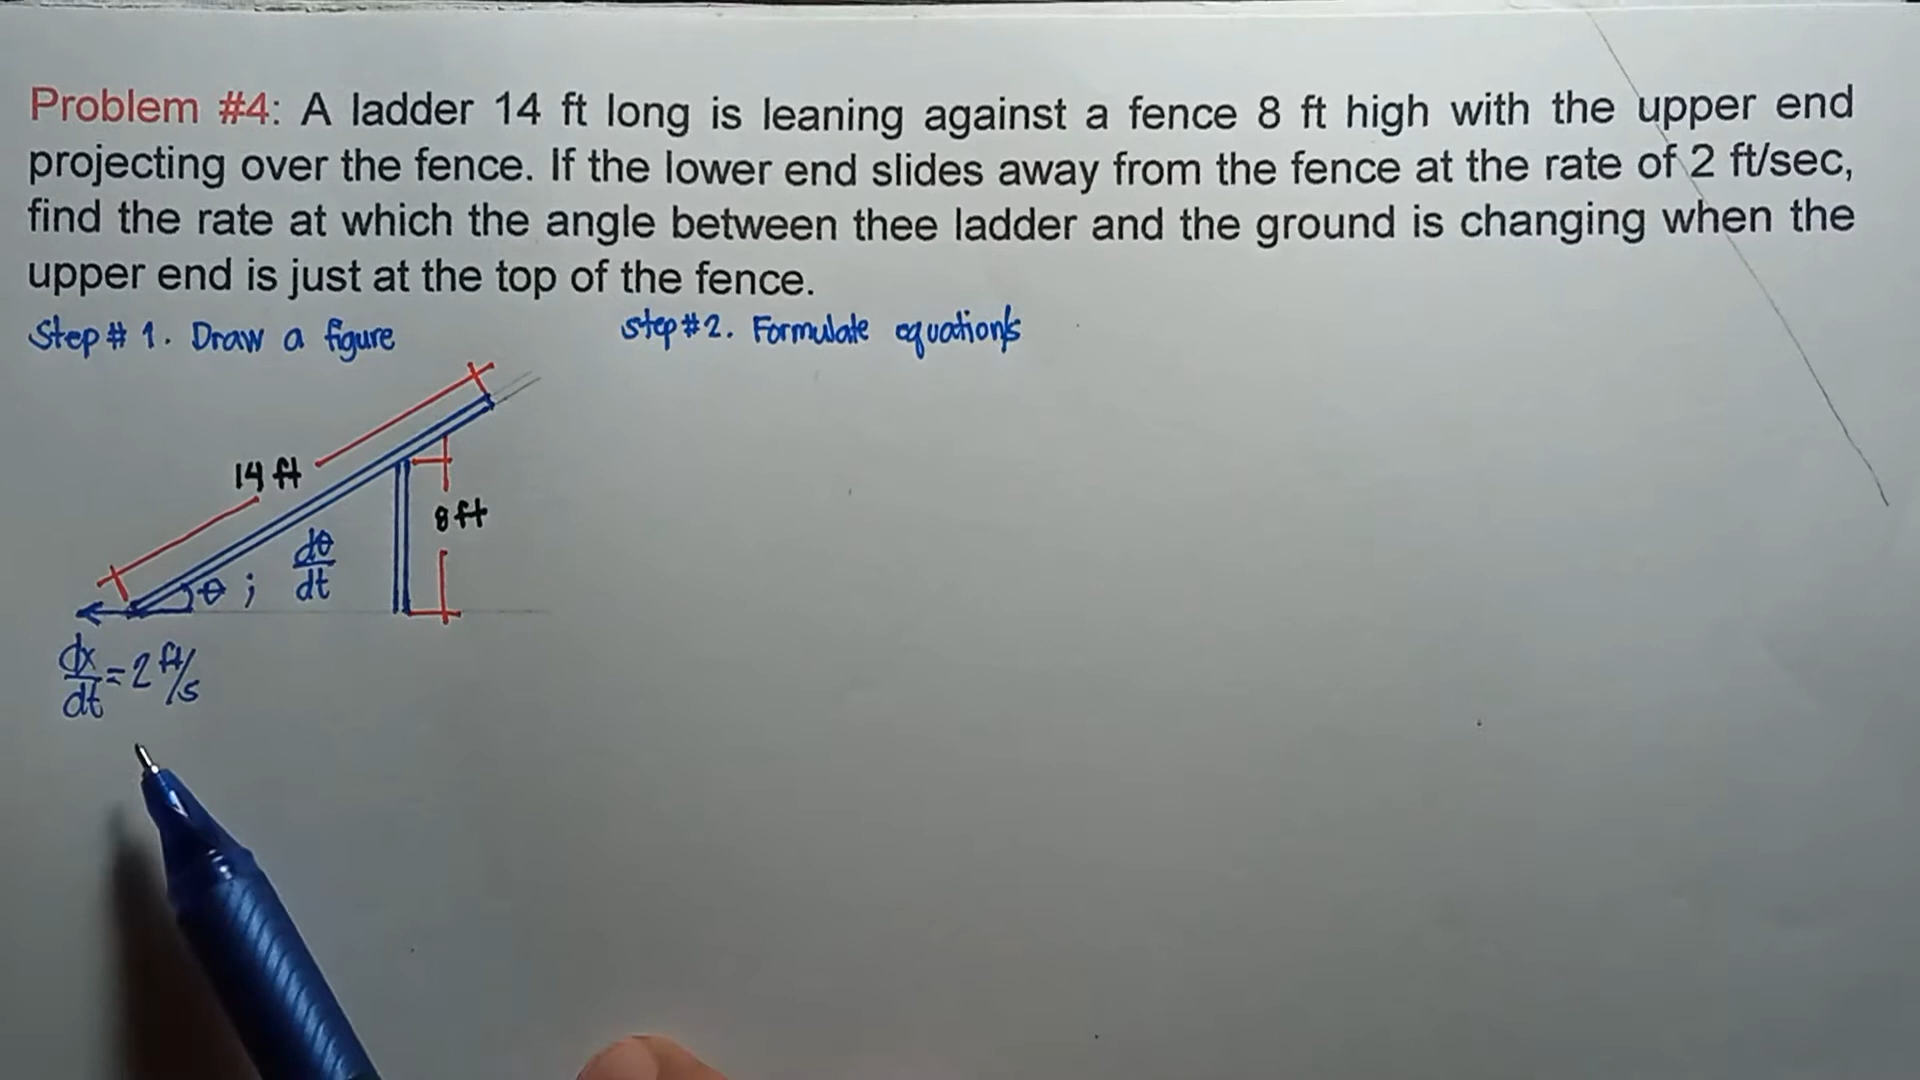 Problem #4: A ladder 14 ft long is leaning against a fence 8 ft high with the upper end
projecting over the fence. If the lower end slides away from the fence at the rate of 2 ft/sec,
find the rate at which the angle between thee ladder and the ground is changing when the
upper end is just at the top of the fence.
Step# 1. Draw a figure
step#2. Formulate equation/s
14 ft
8 ft
θ ; dθ/dt
dx/dt = 2 ft/s